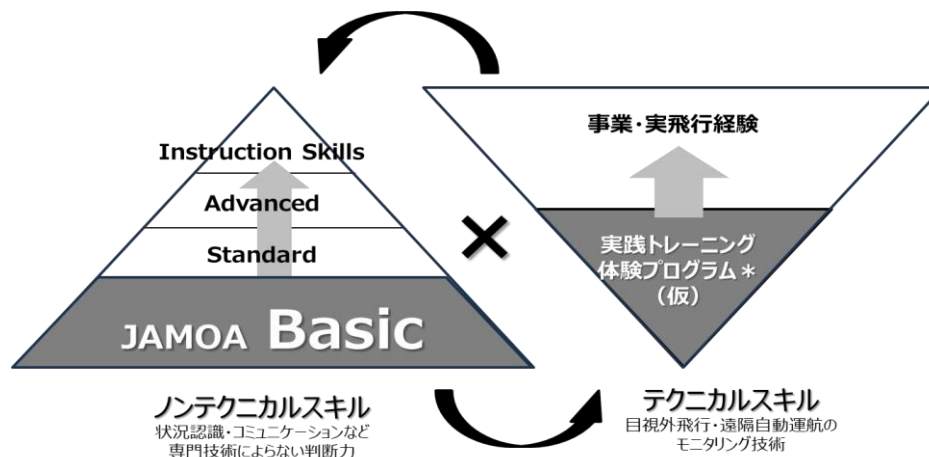 Instruction Skills
Advanced
Standard
JAMOA Basic
ノンテクニカルスキル
状況認識・コミュニケーションなど
専門技術によらない判断力
×
事業・実飛行経験
実践トレーニング
体験プログラム＊
（仮）
テクニカルスキル
目視外飛行・遠隔自動運航の
モニタリング技術